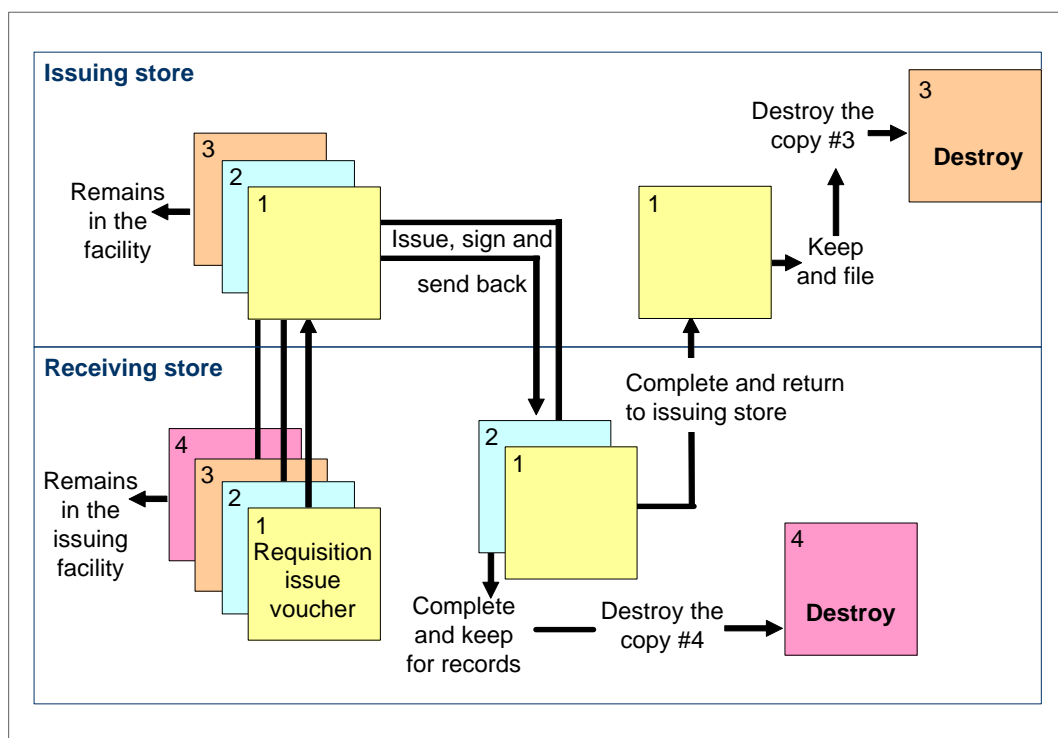 Issuing store
3
2
1
Remains
in the
facility
Issue, sign and
send back
1
Keep
and file
Destroy the
copy #3
3
Destroy
Receiving store
4
3
2
1
Requisition
issue
voucher
Remains
in the
issuing
facility
2
1
Complete and return
to issuing store
Complete
and keep
for records
Destroy the
copy #4
4
Destroy